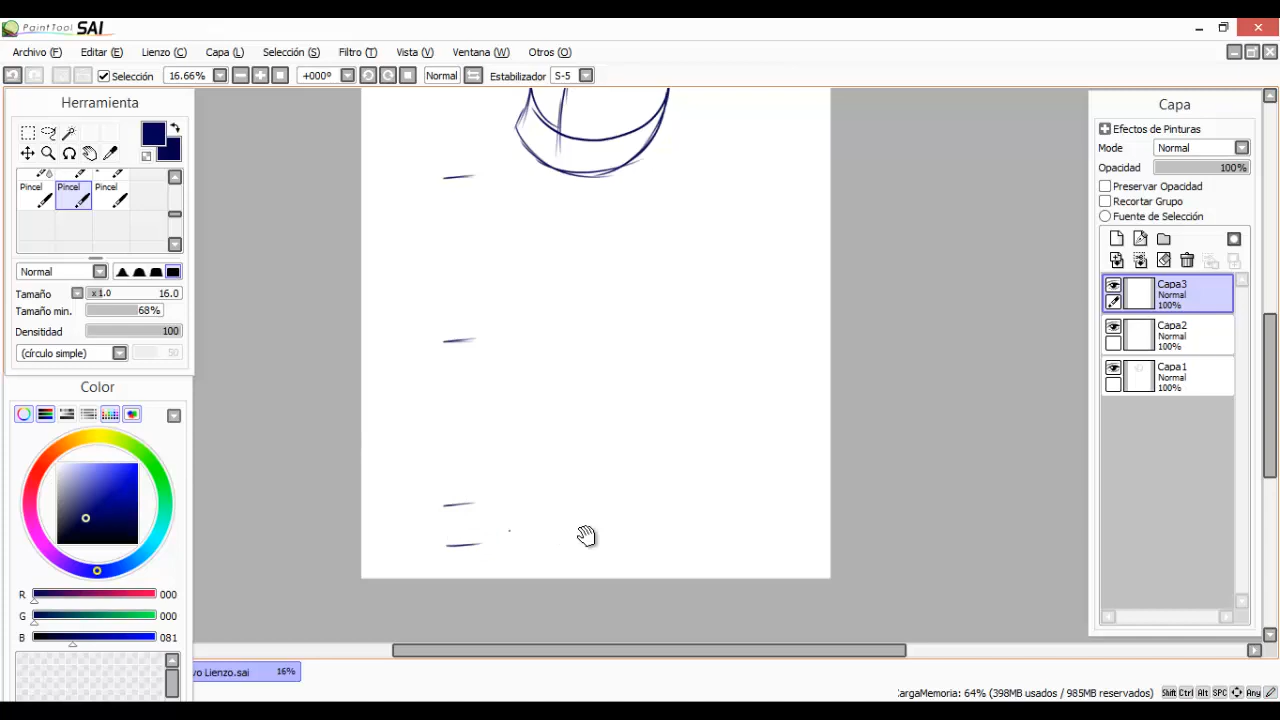 PaintTool SAI
Archivo (F) Editar (E) Lienzo (C) Capa (L) Selección (S) Filtro (T) Vista (V) Ventana (W) Otros (O)
Selección 16.66% +000º Normal Estabilizador S-5
Herramienta
Pincel Pincel Pincel
Normal
Tamaño x1.0 16.0
Tamaño min. 68%
Densitidad 100
(círculo simple) 50
Color
R 000
G 000
B 081
Capa
Efectos de Pinturas
Mode Normal
Opacidad 100%
Preservar Opacidad
Recortar Grupo
Fuente de Selección
Capa3
Normal
100%
Capa2
Normal
100%
Capa1
Normal
100%
vo Lienzo.sai 16%
CargaMemoria: 64% (398MB usados / 985MB reservados) Shift Ctrl Alt SPC Any